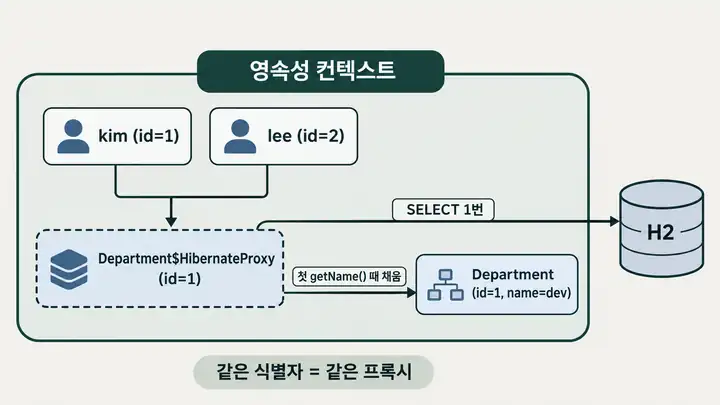 영속성 컨텍스트
kim (id=1)
lee (id=2)
SELECT 1번
H2
Department$HibernateProxy
(id=1)
첫 getName() 때 채움
Department
(id=1, name=dev)
같은 식별자 = 같은 프록시